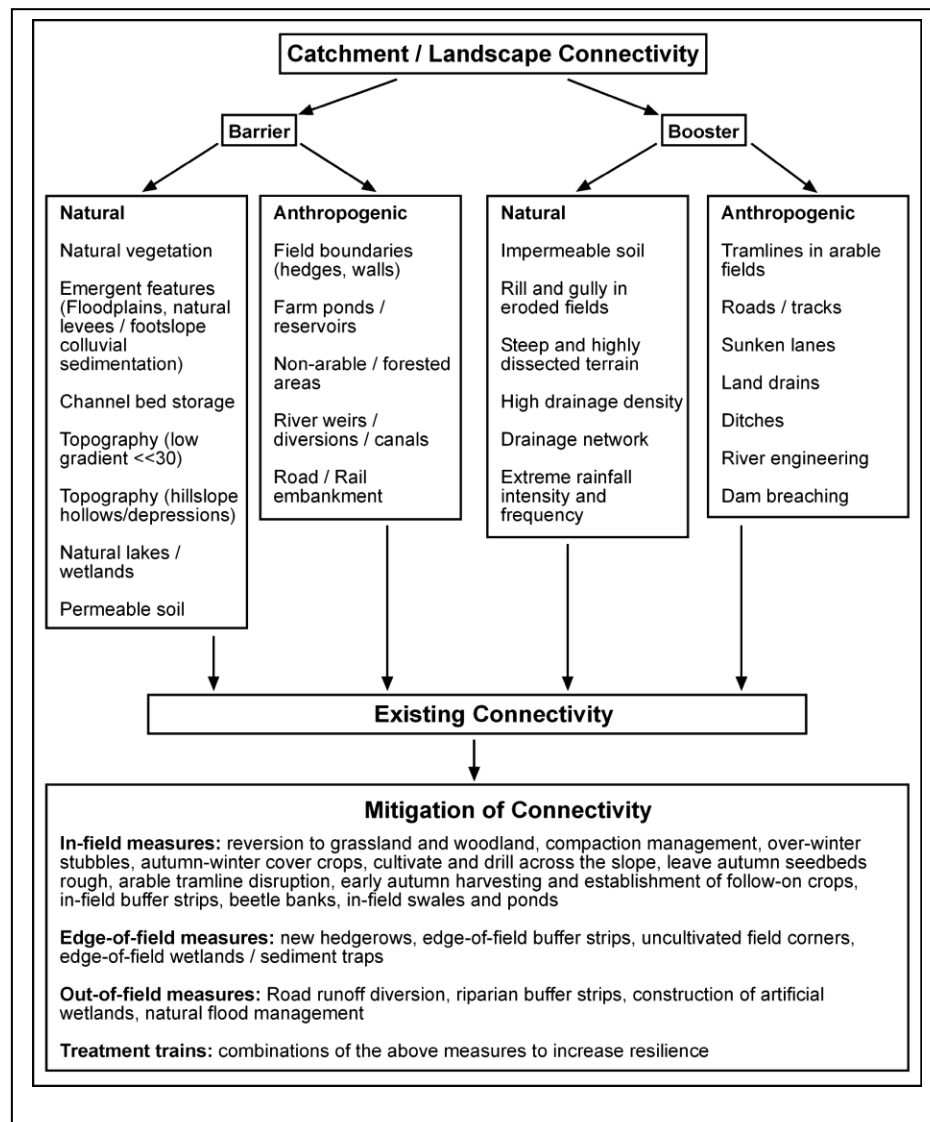 Catchment / Landscape Connectivity
Barrier
Booster
Natural
Natural vegetation
Emergent features
(Floodplains, natural
levees / footslope
colluvial
sedimentation)
Channel bed storage
Topography (low
gradient <<30)
Topography (hillslope
hollows/depressions)
Natural lakes /
wetlands
Permeable soil
Anthropogenic
Field boundaries
(hedges, walls)
Farm ponds /
reservoirs
Non-arable / forested
areas
River weirs /
diversions / canals
Road / Rail
embankment
Natural
Impermeable soil
Rill and gully in
eroded fields
Steep and highly
dissected terrain
High drainage density
Drainage network
Extreme rainfall
intensity and
frequency
Anthropogenic
Tramlines in arable
fields
Roads / tracks
Sunken lanes
Land drains
Ditches
River engineering
Dam breaching
Existing Connectivity
Mitigation of Connectivity
In-field measures: reversion to grassland and woodland, compaction management, over-winter
stubbles, autumn-winter cover crops, cultivate and drill across the slope, leave autumn seedbeds
rough, arable tramline disruption, early autumn harvesting and establishment of follow-on crops,
in-field buffer strips, beetle banks, in-field swales and ponds
Edge-of-field measures: new hedgerows, edge-of-field buffer strips, uncultivated field corners,
edge-of-field wetlands / sediment traps
Out-of-field measures: Road runoff diversion, riparian buffer strips, construction of artificial
wetlands, natural flood management
Treatment trains: combinations of the above measures to increase resilience